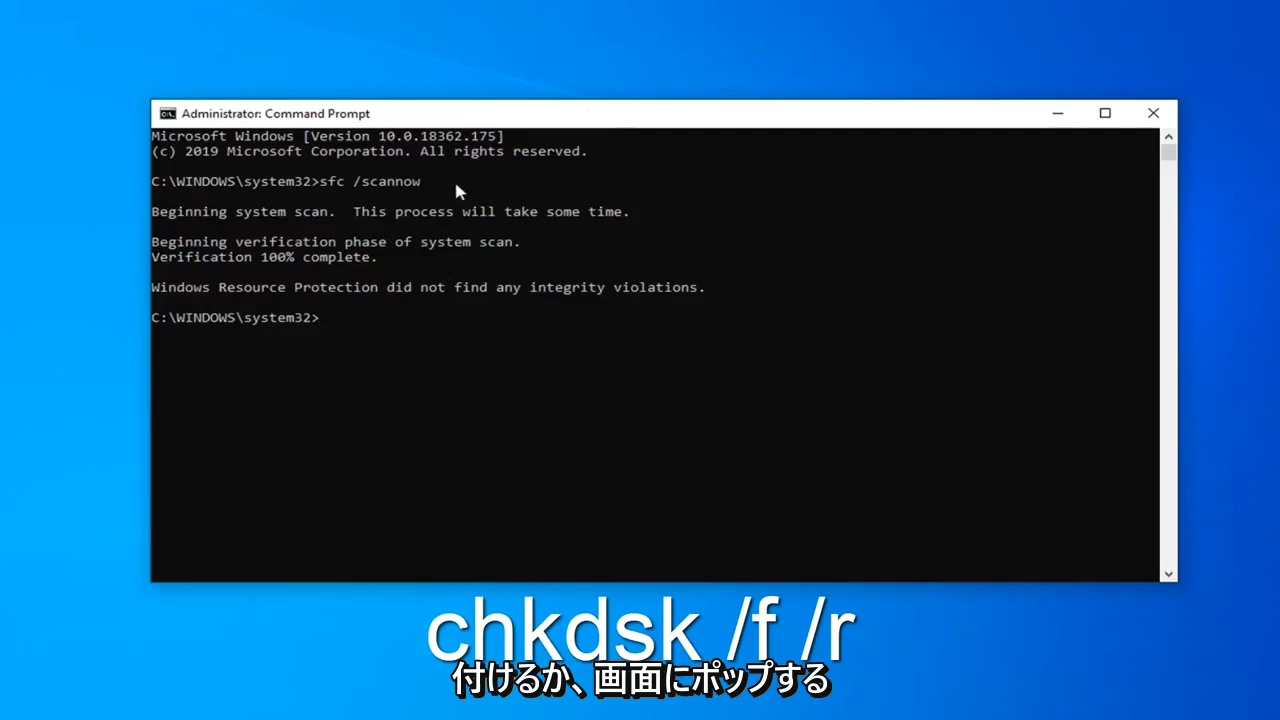 Administrator: Command Prompt
Microsoft Windows [Version 10.0.18362.175]
(c) 2019 Microsoft Corporation. All rights reserved.
C:\WINDOWS\system32>sfc /scannow
Beginning system scan.  This process will take some time.
Beginning verification phase of system scan.
Verification 100% complete.
Windows Resource Protection did not find any integrity violations.
C:\WINDOWS\system32>
chkdsk /f /r
付けるか、画面にポップする